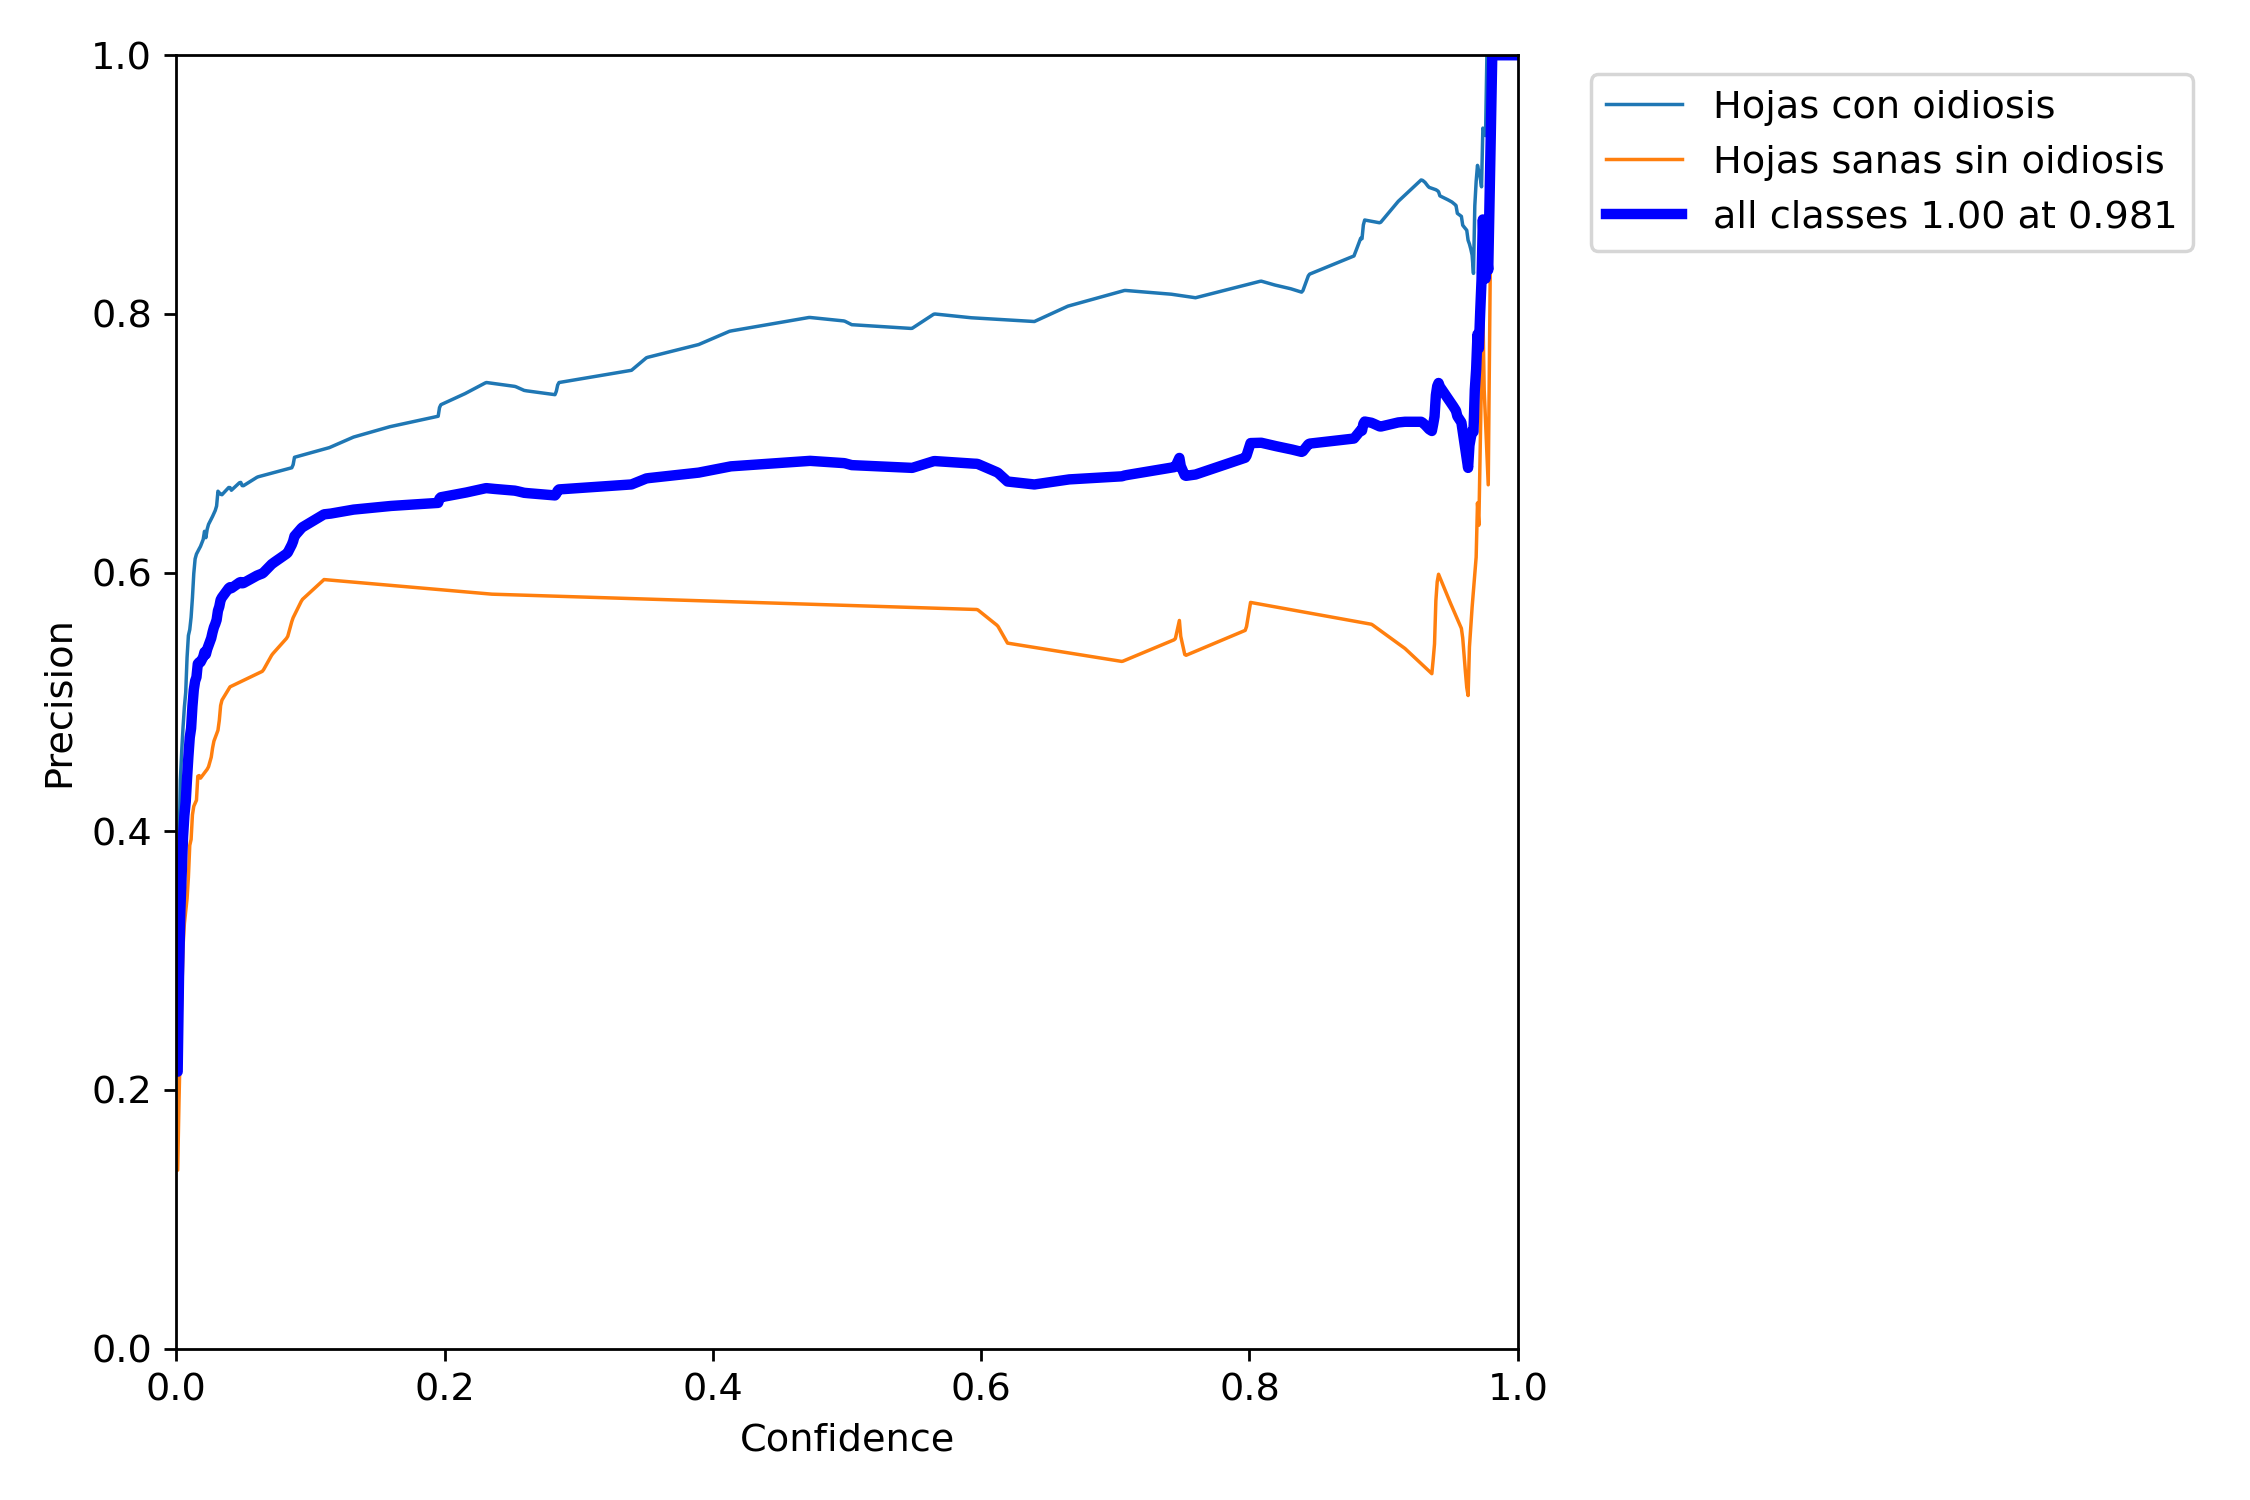 Hojas con oidiosis
Hojas sanas sin oidiosis
all classes 1.00 at 0.981
1.0
0.8
0.6
0.4
0.2
0.0
Precision
0.0 0.2 0.4 0.6 0.8 1.0
Confidence